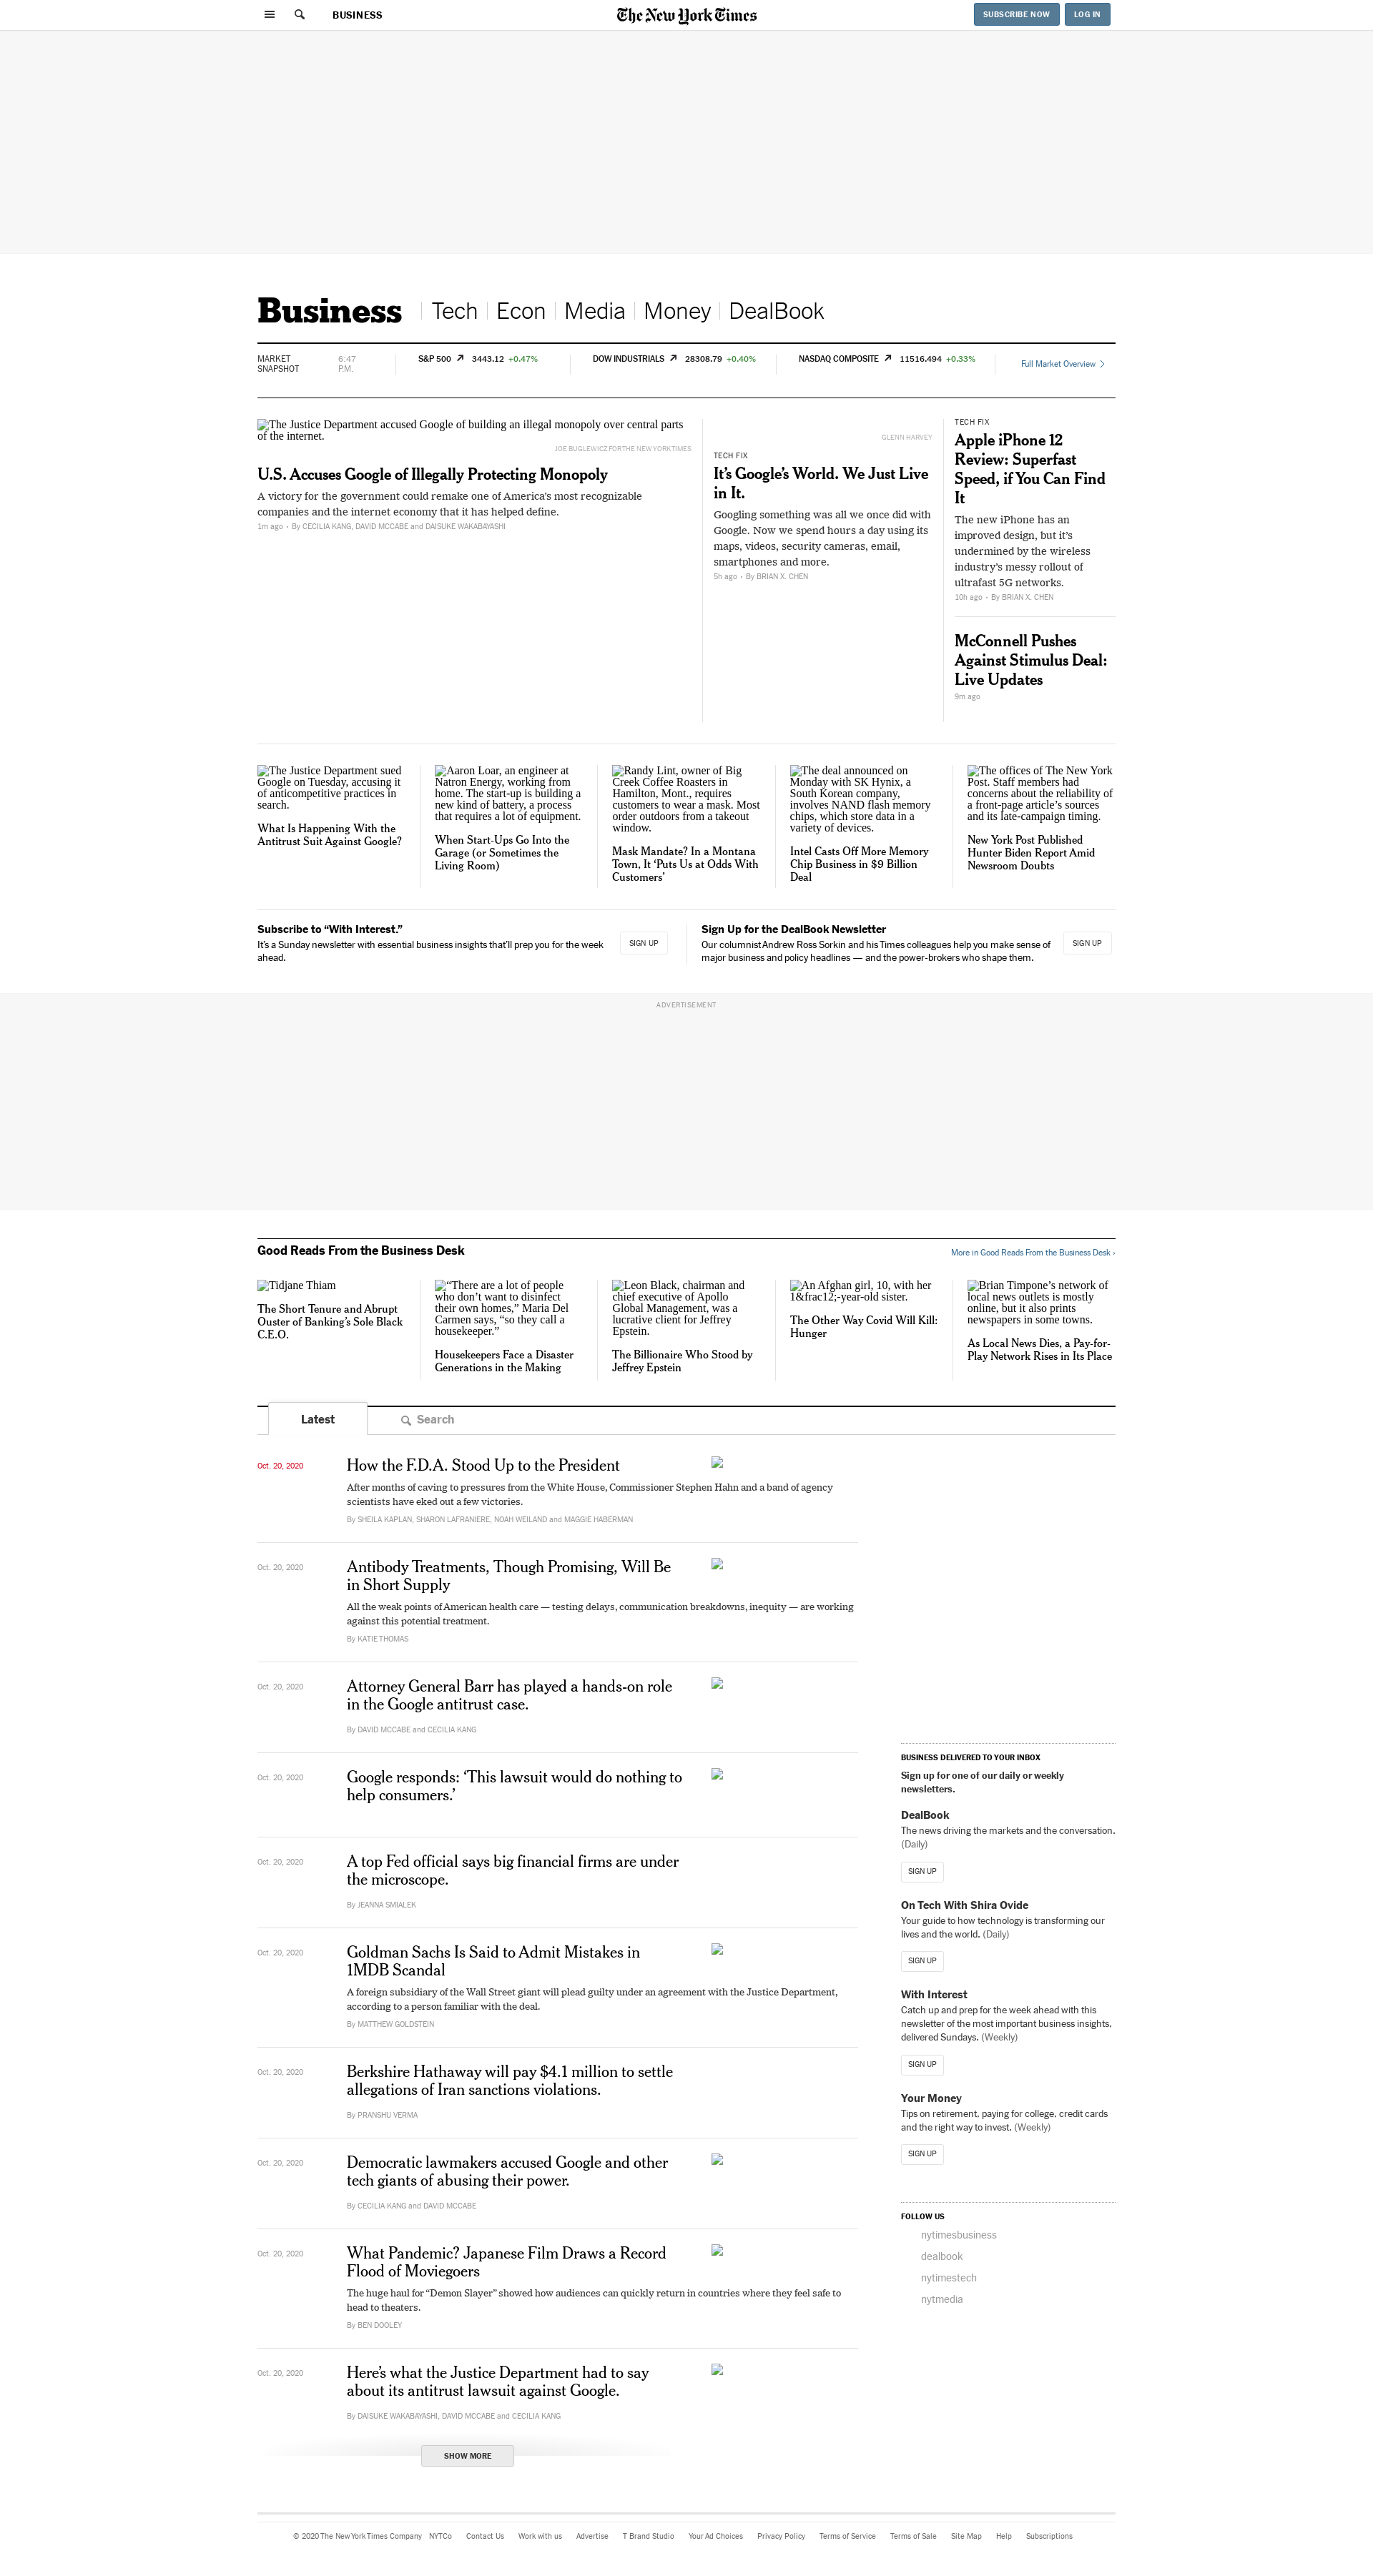 BUSINESS
The New York Times
SUBSCRIBE NOW
LOG IN
Business
Tech
Econ
Media
Money
DealBook
MARKET
SNAPSHOT
6:47
P.M.
S&P 500 3443.12 +0.47%
DOW INDUSTRIALS 28308.79 +0.40%
NASDAQ COMPOSITE 11516.494 +0.33%
Full Market Overview
The Justice Department accused Google of building an illegal monopoly over central parts
of the internet.
JOE BUGLEWICZ FOR THE NEW YORK TIMES
U.S. Accuses Google of Illegally Protecting Monopoly
A victory for the government could remake one of America's most recognizable
companies and the internet economy that it has helped define.
1m ago • By CECILIA KANG, DAVID MCCABE and DAISUKE WAKABAYASHI
GLENN HARVEY
TECH FIX
It's Google's World. We Just Live
in It.
Googling something was all we once did with
Google. Now we spend hours a day using its
maps, videos, security cameras, email,
smartphones and more.
5h ago • By BRIAN X. CHEN
TECH FIX
Apple iPhone 12
Review: Superfast
Speed, if You Can Find
It
The new iPhone has an
improved design, but it's
undermined by the wireless
industry's messy rollout of
ultrafast 5G networks.
10h ago • By BRIAN X. CHEN
McConnell Pushes
Against Stimulus Deal:
Live Updates
9m ago
The Justice Department sued
Google on Tuesday, accusing it
of anticompetitive practices in
search.
What Is Happening With the
Antitrust Suit Against Google?
Aaron Loar, an engineer at
Natron Energy, working from
home. The start-up is building a
new kind of battery, a process
that requires a lot of equipment.
When Start-Ups Go Into the
Garage (or Sometimes the
Living Room)
Randy Lint, owner of Big
Creek Coffee Roasters in
Hamilton, Mont., requires
customers to wear a mask. Most
order outdoors from a takeout
window.
Mask Mandate? In a Montana
Town, It 'Puts Us at Odds With
Customers'
The deal announced on
Monday with SK Hynix, a
South Korean company,
involves NAND flash memory
chips, which store data in a
variety of devices.
Intel Casts Off More Memory
Chip Business in $9 Billion
Deal
The offices of The New York
Post. Staff members had
concerns about the reliability of
a front-page article's sources
and its late-campaign timing.
New York Post Published
Hunter Biden Report Amid
Newsroom Doubts
Subscribe to "With Interest."
It's a Sunday newsletter with essential business insights that'll prep you for the week
ahead.
SIGN UP
Sign Up for the DealBook Newsletter
Our columnist Andrew Ross Sorkin and his Times colleagues help you make sense of
major business and policy headlines — and the power-brokers who shape them.
SIGN UP
ADVERTISEMENT
Good Reads From the Business Desk
More in Good Reads From the Business Desk ›
Tidjane Thiam
The Short Tenure and Abrupt
Ouster of Banking's Sole Black
C.E.O.
"There are a lot of people
who don't want to disinfect
their own homes," Maria Del
Carmen says, "so they call a
housekeeper."
Housekeepers Face a Disaster
Generations in the Making
Leon Black, chairman and
chief executive of Apollo
Global Management, was a
lucrative client for Jeffrey
Epstein.
The Billionaire Who Stood by
Jeffrey Epstein
An Afghan girl, 10, with her
1&frac12;-year-old sister.
The Other Way Covid Will Kill:
Hunger
Brian Timpone's network of
local news outlets is mostly
online, but it also prints
newspapers in some towns.
As Local News Dies, a Pay-for-
Play Network Rises in Its Place
Latest
Search
Oct. 20, 2020
How the F.D.A. Stood Up to the President
After months of caving to pressures from the White House, Commissioner Stephen Hahn and a band of agency
scientists have eked out a few victories.
By SHEILA KAPLAN, SHARON LAFRANIERE, NOAH WEILAND and MAGGIE HABERMAN
Oct. 20, 2020
Antibody Treatments, Though Promising, Will Be
in Short Supply
All the weak points of American health care — testing delays, communication breakdowns, inequity — are working
against this potential treatment.
By KATIE THOMAS
Oct. 20, 2020
Attorney General Barr has played a hands-on role
in the Google antitrust case.
By DAVID MCCABE and CECILIA KANG
Oct. 20, 2020
Google responds: 'This lawsuit would do nothing to
help consumers.'
Oct. 20, 2020
A top Fed official says big financial firms are under
the microscope.
By JEANNA SMIALEK
Oct. 20, 2020
Goldman Sachs Is Said to Admit Mistakes in
1MDB Scandal
A foreign subsidiary of the Wall Street giant will plead guilty under an agreement with the Justice Department,
according to a person familiar with the deal.
By MATTHEW GOLDSTEIN
Oct. 20, 2020
Berkshire Hathaway will pay $4.1 million to settle
allegations of Iran sanctions violations.
By PRANSHU VERMA
Oct. 20, 2020
Democratic lawmakers accused Google and other
tech giants of abusing their power.
By CECILIA KANG and DAVID MCCABE
Oct. 20, 2020
What Pandemic? Japanese Film Draws a Record
Flood of Moviegoers
The huge haul for "Demon Slayer" showed how audiences can quickly return in countries where they feel safe to
head to theaters.
By BEN DOOLEY
Oct. 20, 2020
Here's what the Justice Department had to say
about its antitrust lawsuit against Google.
By DAISUKE WAKABAYASHI, DAVID MCCABE and CECILIA KANG
SHOW MORE
BUSINESS DELIVERED TO YOUR INBOX
Sign up for one of our daily or weekly
newsletters.
DealBook
The news driving the markets and the conversation.
(Daily)
SIGN UP
On Tech With Shira Ovide
Your guide to how technology is transforming our
lives and the world. (Daily)
SIGN UP
With Interest
Catch up and prep for the week ahead with this
newsletter of the most important business insights,
delivered Sundays. (Weekly)
SIGN UP
Your Money
Tips on retirement, paying for college, credit cards
and the right way to invest. (Weekly)
SIGN UP
FOLLOW US
nytimesbusiness
dealbook
nytimestech
nytmedia
© 2020 The New York Times Company NYTCo Contact Us Work with us Advertise T Brand Studio Your Ad Choices Privacy Policy Terms of Service Terms of Sale Site Map Help Subscriptions